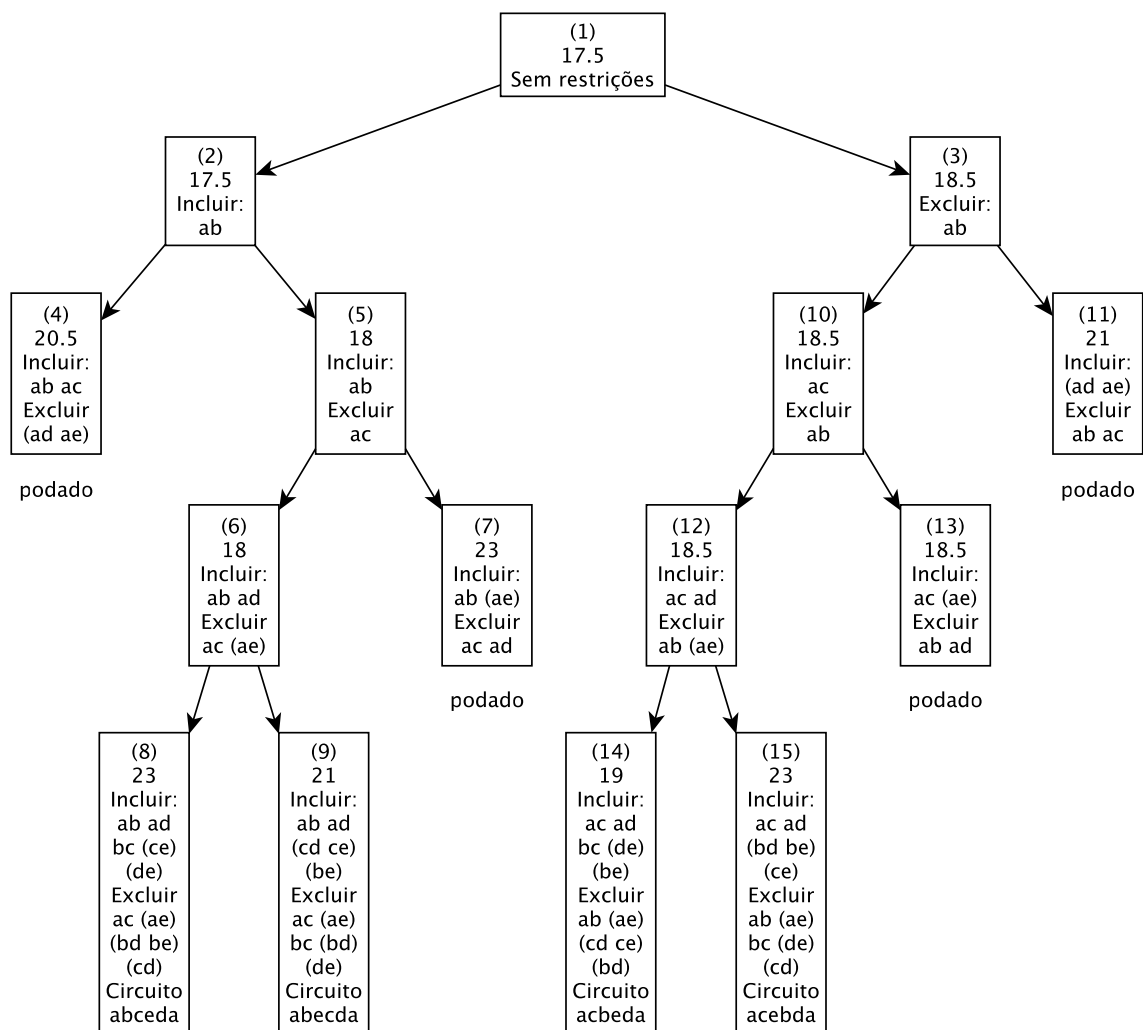 (1)
17.5
Sem restrições
(2)
17.5
Incluir:
ab
(3)
18.5
Excluir:
ab
(4)
20.5
Incluir:
ab ac
Excluir
(ad ae)
podado
(5)
18
Incluir:
ab
Excluir
ac
(10)
18.5
Incluir:
ac
Excluir
ab
(11)
21
Incluir:
(ad ae)
Excluir
ab ac
podado
(6)
18
Incluir:
ab ad
Excluir
ac (ae)
(7)
23
Incluir:
ab (ae)
Excluir
ac ad
podado
(12)
18.5
Incluir:
ac ad
Excluir
ab (ae)
(13)
18.5
Incluir:
ac (ae)
Excluir
ab ad
podado
(8)
23
Incluir:
ab ad
bc (ce)
(de)
Excluir
ac (ae)
(bd be)
(cd)
Circuito
abceda
(9)
21
Incluir:
ab ad
(cd ce)
(be)
Excluir
ac (ae)
bc (bd)
(de)
Circuito
abecda
(14)
19
Incluir:
ac ad
bc (de)
(be)
Excluir
ab (ae)
(cd ce)
(bd)
Circuito
acbeda
(15)
23
Incluir:
ac ad
(bd be)
(ce)
Excluir
ab (ae)
bc (de)
(cd)
Circuito
acebda